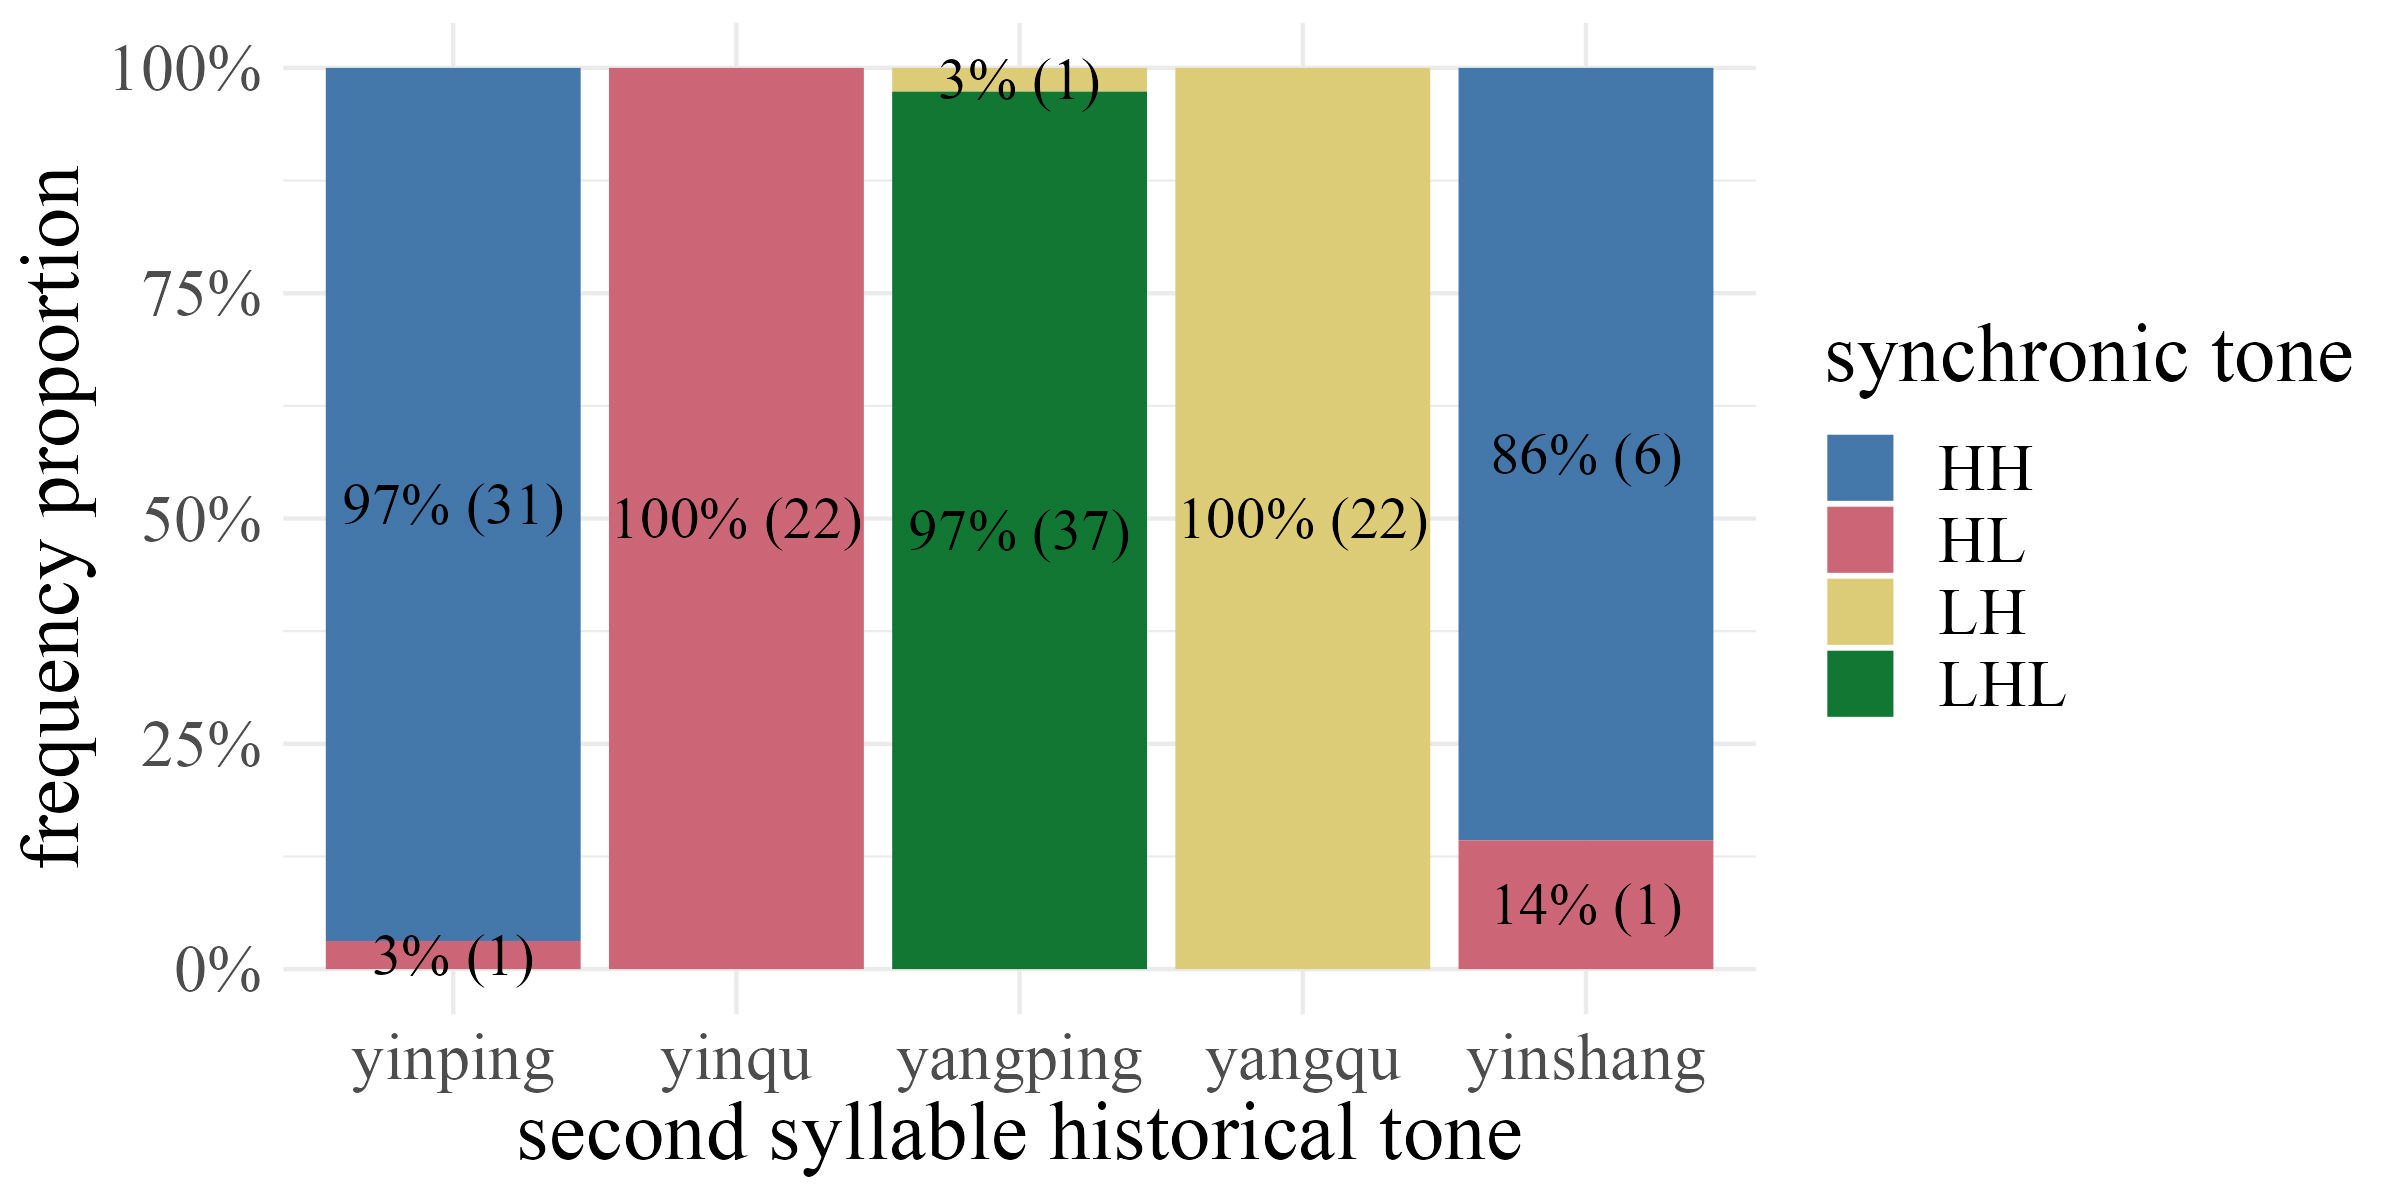 frequency proportion
100%
75%
50%
25%
0%
97% (31)
3% (1)
100% (22)
3% (1)
97% (37)
100% (22)
86% (6)
14% (1)
yinping
yinqu
yangping
yangqu
yinshang
second syllable historical tone
synchronic tone
HH
HL
LH
LHL